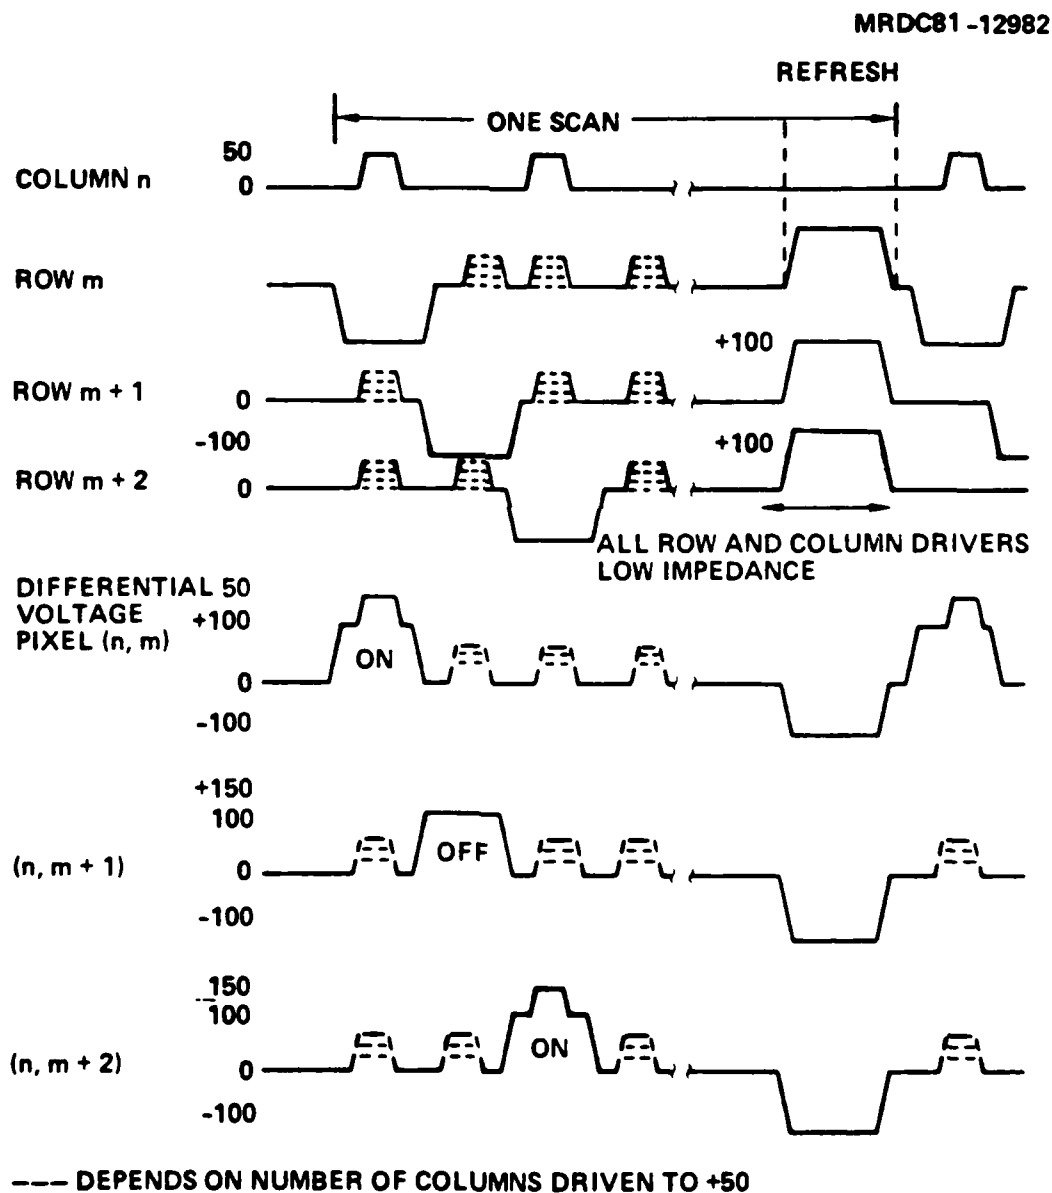 MRDC81-12982
REFRESH
ONE SCAN
COLUMN n
50
0
ROW m
+100
ROW m + 1
0
-100
+100
ROW m + 2
0
ALL ROW AND COLUMN DRIVERS
LOW IMPEDANCE
DIFFERENTIAL
VOLTAGE
PIXEL (n, m)
50
+100
ON
0
-100
+150
100
(n, m + 1)
0
OFF
-100
150
100
(n, m + 2)
0
ON
-100
--- DEPENDS ON NUMBER OF COLUMNS DRIVEN TO +50